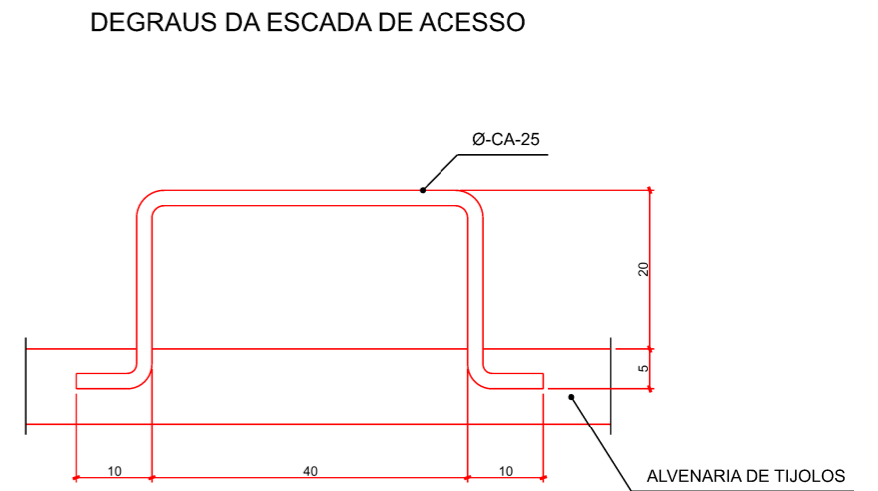 DEGRAUS DA ESCADA DE ACESSO
Ø-CA-25
20
5
10
40
10
ALVENARIA DE TIJOLOS